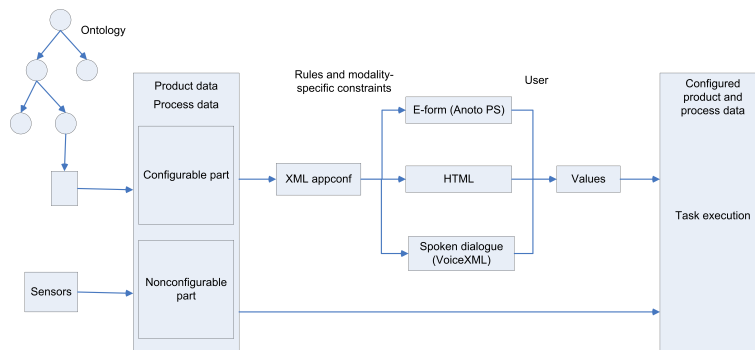 Ontology
Product data
Process data
Configurable part
Nonconfigurable
part
Sensors
Rules and modality-
specific constraints
XML appconf
E-form (Anoto PS)
HTML
Spoken dialogue
(VoiceXML)
User
Values
Configured
product and
process data
Task execution